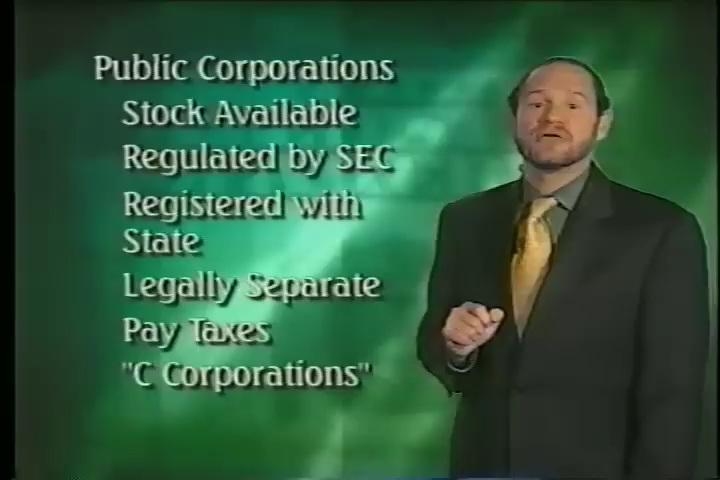 Public Corporations
Stock Available
Regulated by SEC
Registered with
State
Legally Separate
Pay Taxes
"C Corporations"